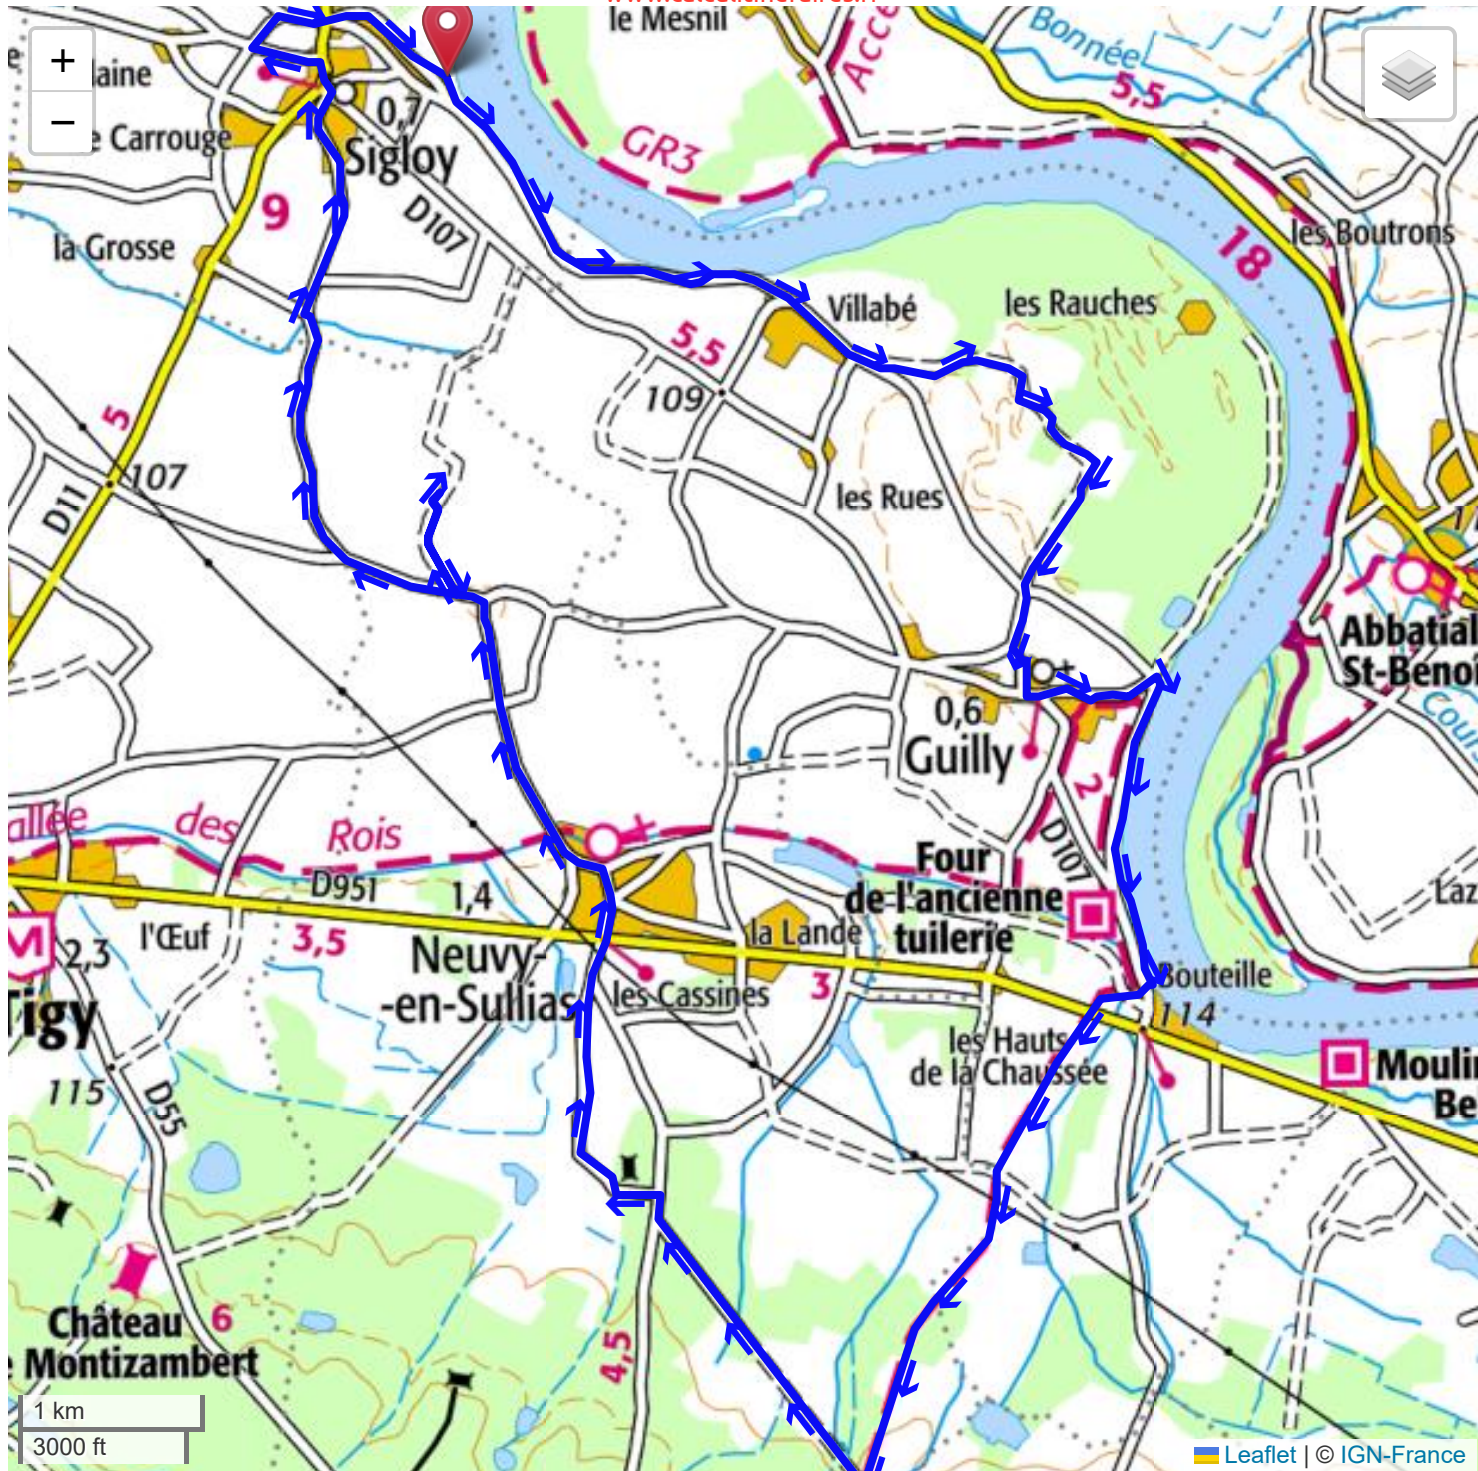 le Mesnil
Acce
Bonnée
5,5
+
−
laine
Carrouge
0,7
Sigloy
GR3
9
D107
la Grosse
18
les Boutrons
Villabé
les Rauches
5,5
109
5
107
D11
les Rues
Abbatial
St-Benoî
0,6
Guilly
2
D107
allée des Rois
D951
1,4
Four
de-l'ancienne
tuilerie
l'Œuf
3,5
la Lande
3
Laz
2,3
Tigy
Neuvy-
-en-Sullias
les Cassines
Bouteille
114
les Hauts
de la Chaussée
Moulin
Be
115
D55
Château
Montizambert
6
4,5
1 km
3000 ft
Leaflet | © IGN-France